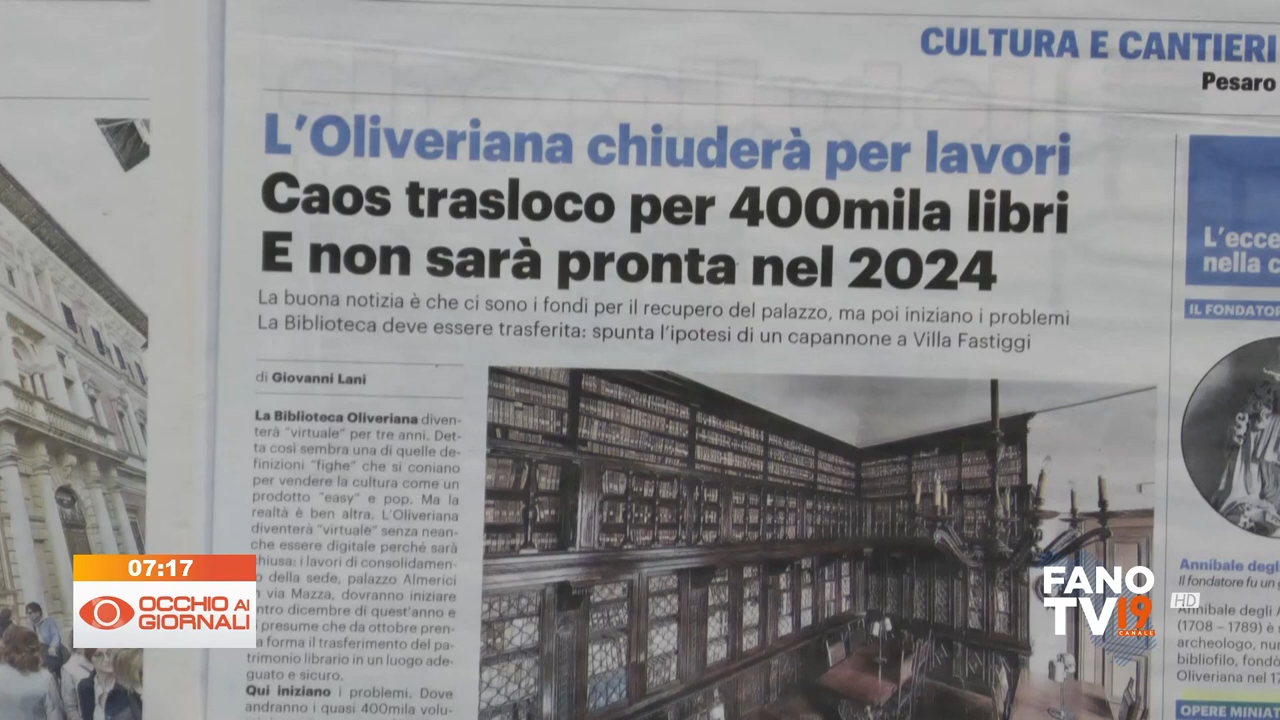 CULTURA E CANTIERI
Pesaro
L'Oliveriana chiuderà per lavori
Caos trasloco per 400mila libri
E non sarà pronta nel 2024
La buona notizia è che ci sono i fondi per il recupero del palazzo, ma poi iniziano i problemi
La Biblioteca deve essere trasferita: spunta l'ipotesi di un capannone a Villa Fastiggi
di Giovanni Lani
La Biblioteca Oliveriana diven-
terà "virtuale" per tre anni. Det-
ta così sembra una di quelle de-
finizioni "fighe" che si coniano
per vendere la cultura come un
prodotto "easy" e pop. Ma la
realtà è ben altra. L'Oliveriana
diventerà "virtuale" senza nean-
che essere digitale perché sarà
chiusa: i lavori di consolidamen-
della sede, palazzo Almerici
via Mazza, dovranno iniziare
entro dicembre di quest'anno e
presume che da ottobre pren-
forma il trasferimento del pa-
trimonio librario in un luogo ade-
guato e sicuro.
Qui iniziano i problemi. Dove
andranno i quasi 400mila volu-
L'ecce
nella c
IL FONDATOR
Annibale degl
Il fondatore fu un
Annibale degli
(1708 – 1789) è
archeologo, nu
bibliofilo, fondò
Oliveriana nel 17
OPERE MINIAT
07:17
OCCHIO AI
GIORNALI
FANO
TV19
CANALE
HD